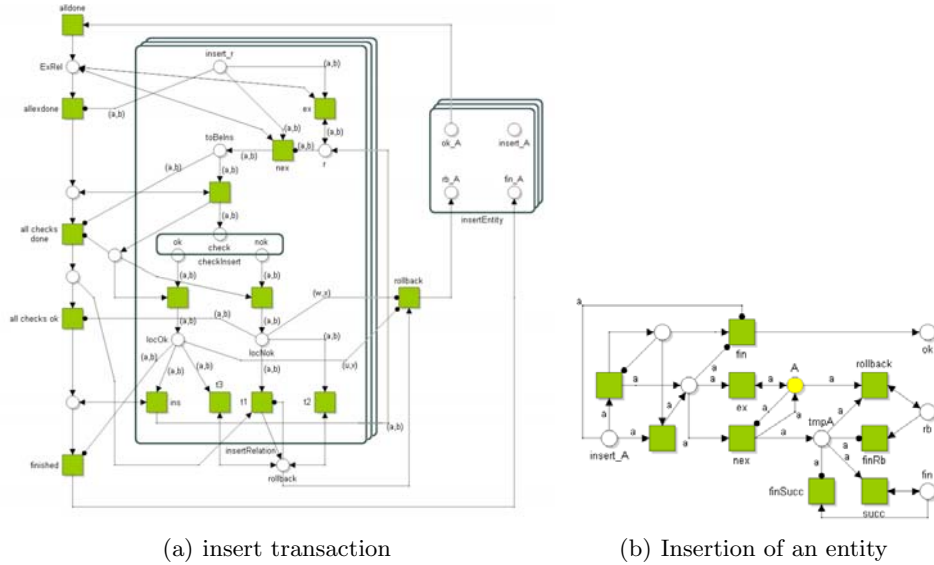 alldone
insert_r
ExRel
(a,b)
ex
allexdone
(a,b)
(a,b)
(a,b)
toBeIns
(a,b)
(a,b)
nex
r
ok_A
insert_A
rb_A
fin_A
insertEntity
(a,b)
(a,b)
(a,b)
all checks
done
ok
check
nok
checkInsert
(a,b)
(a,b)
rollback
(w,x)
(a,b)
(a,b)
(a,b)
all checks ok
locOk
locNok
(a,b)
(a,b)
(u,v)
(a,b)
(a,b)
(a,b)
t3
ins
t1
t2
(a,b)
insertRelation
rollback
finished
a
fin
ok
A
rollback
a
a
a
a
a
ex
a
a
a
tmpA
a
rb
a
a
a
a
insert_A
nex
finRb
a
a
fin
finSucc
succ
(a) insert transaction
(b) Insertion of an entity